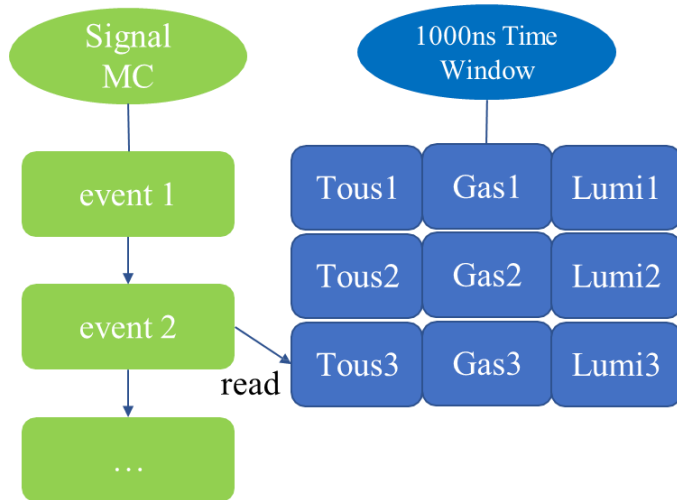 Signal
MC
1000ns Time
Window
event 1
Tous1 Gas1 Lumi1
Tous2 Gas2 Lumi2
event 2
read
Tous3 Gas3 Lumi3
...